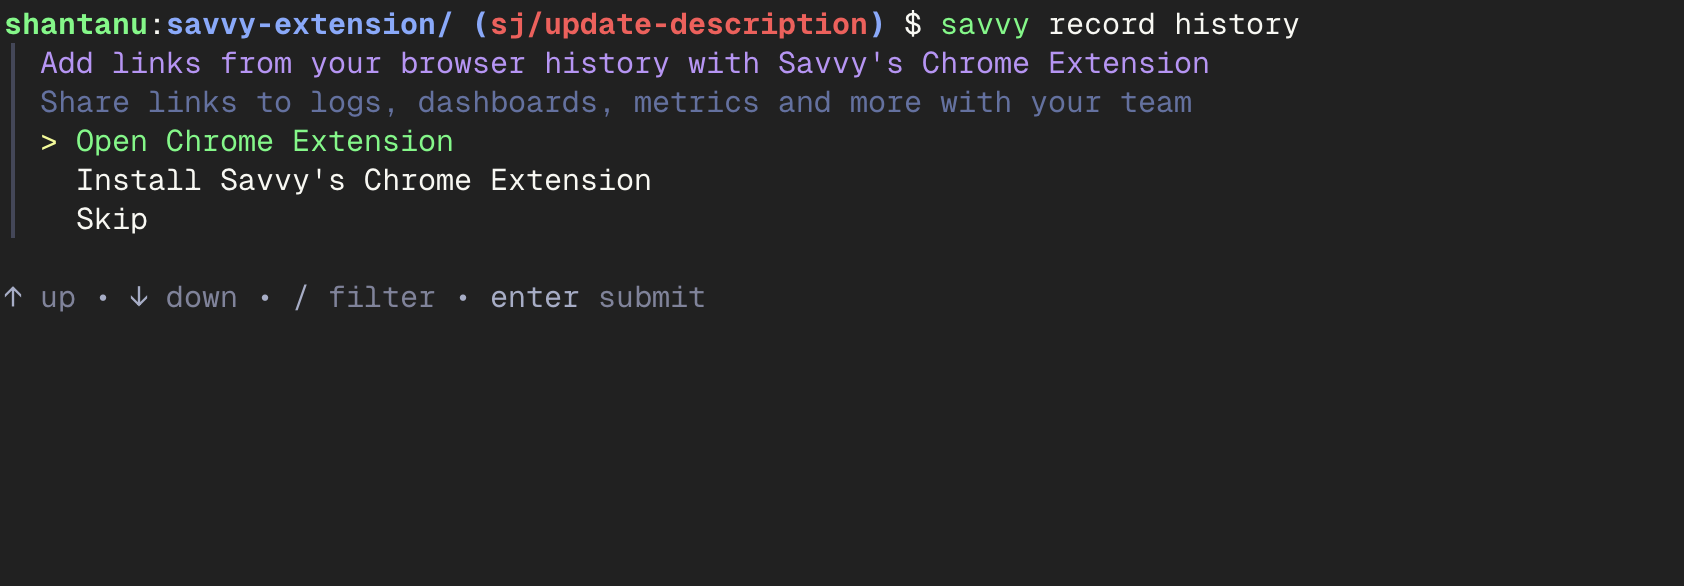 shantanu:savvy-extension/ (sj/update-description) $ savvy record history
Add links from your browser history with Savvy's Chrome Extension
Share links to logs, dashboards, metrics and more with your team
> Open Chrome Extension
Install Savvy's Chrome Extension
Skip
↑ up • ↓ down • / filter • enter submit